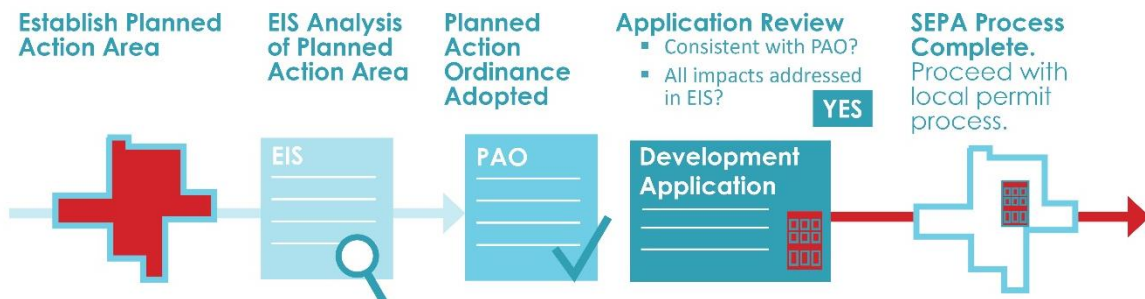 Establish Planned
Action Area
EIS Analysis
of Planned
Action Area
Planned
Action
Ordinance
Adopted
Application Review
▪ Consistent with PAO?
▪ All impacts addressed
in EIS?
YES
SEPA Process
Complete.
Proceed with
local permit
process.
EIS
PAO
Development
Application